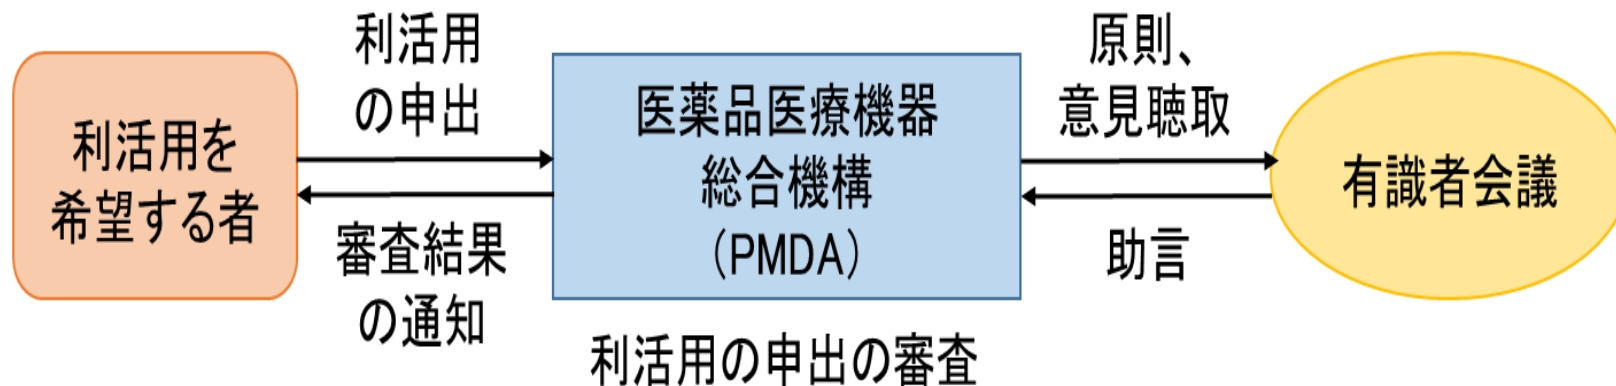 利活用を
希望する者
利活用
の申出
審査結果
の通知
医薬品医療機器
総合機構
（PMDA）
利活用の申出の審査
原則、
意見聴取
助言
有識者会議